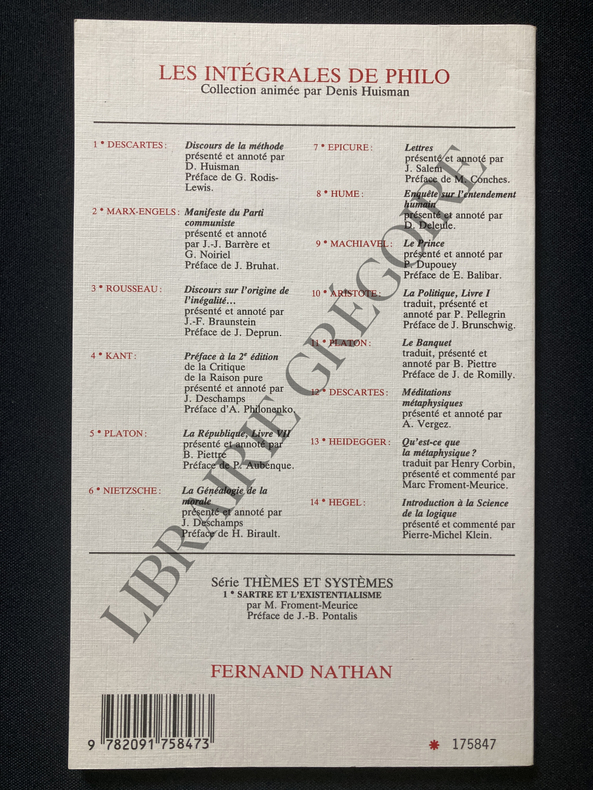 LES INTÉGRALES DE PHILO
Collection animée par Denis Huisman
1 * DESCARTES : Discours de la méthode
présenté et annoté par
D. Huisman
Préface de G. Rodis-
Lewis.
2 * MARX-ENGELS : Manifeste du Parti
communiste
présenté et annoté
par J.-J. Barrère et
G. Noiriel
Préface de J. Bruhat.
3 * ROUSSEAU : Discours sur l'origine de
l'inégalité...
présenté et annoté par
J.-F. Braunstein
Préface de J. Deprun.
4 * KANT : Préface à la 2e édition
de la Critique
de la Raison pure
présenté et annoté par
J. Deschamps
Préface d'A. Philonenko.
5 * PLATON : La République, Livre VII
présenté et annoté par
B. Piettre
Préface de P. Aubenque.
6 * NIETZSCHE : La Généalogie de la
morale
présenté et annoté par
J. Deschamps
Préface de H. Birault.
7 * EPICURE : Lettres
présenté et annoté par
J. Salem
Préface de M. Conches.
8 * HUME : Enquête sur l'entendement
humain
présenté et annoté par
D. Deleule.
9 * MACHIAVEL : Le Prince
présenté et annoté par
P. Dupouey
Préface de E. Balibar.
10 * ARISTOTE : La Politique, Livre I
traduit, présenté et
annoté par P. Pellegrin
Préface de J. Brunschwig.
11 * PLATON : Le Banquet
traduit, présenté et
annoté par B. Piettre
Préface de J. de Romilly.
12 * DESCARTES : Méditations
métaphysiques
présenté et annoté par
A. Vergez.
13 * HEIDEGGER : Qu'est-ce que
la métaphysique ?
traduit par Henry Corbin,
présenté et commenté par
Marc Froment-Meurice.
14 * HEGEL : Introduction à la Science
de la logique
présenté et commenté par
Pierre-Michel Klein.
Série THÈMES ET SYSTÈMES
1 * SARTRE ET L'EXISTENTIALISME
par M. Froment-Meurice
Préface de J.-B. Pontalis
FERNAND NATHAN
9 782091 758473
* 175847
LIBRAIRIE GRÉGOIRE